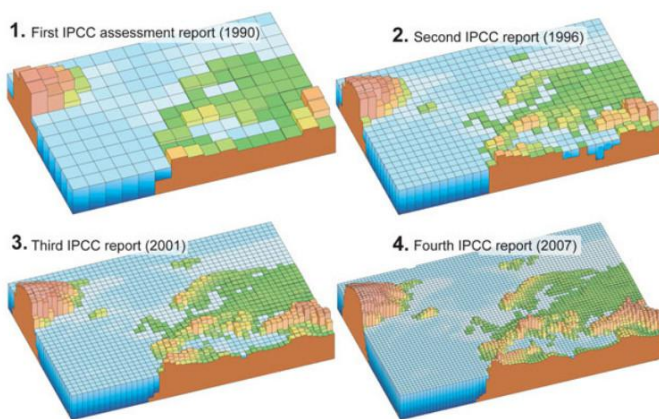 1. First IPCC assessment report (1990)
2. Second IPCC report (1996)
3. Third IPCC report (2001)
4. Fourth IPCC report (2007)